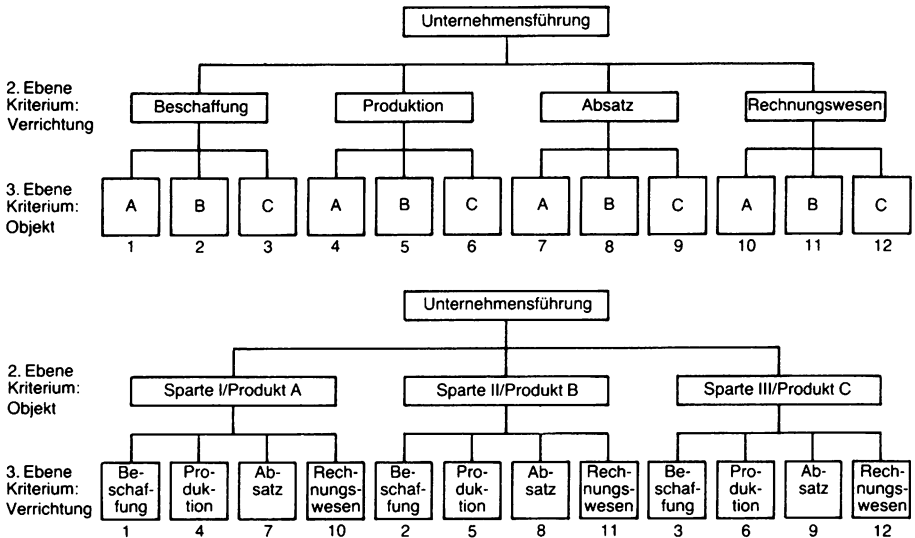 Unternehmensführung
2. Ebene
Kriterium:
Verrichtung
Beschaffung Produktion Absatz Rechnungswesen
3. Ebene
Kriterium:
Objekt
A B C A B C A B C A B C
1 2 3 4 5 6 7 8 9 10 11 12
Unternehmensführung
2. Ebene
Kriterium:
Objekt
Sparte I/Produkt A Sparte II/Produkt B Sparte III/Produkt C
3. Ebene
Kriterium:
Verrichtung
Be- Pro- Ab- Rech- Be- Pro- Ab- Rech- Be- Pro- Ab- Rech-
schaf- duk- satz nungs- schaf- duk- satz nungs- schaf- duk- satz nungs-
fung tion wesen fung tion wesen fung tion wesen
1 4 7 10 2 5 8 11 3 6 9 12